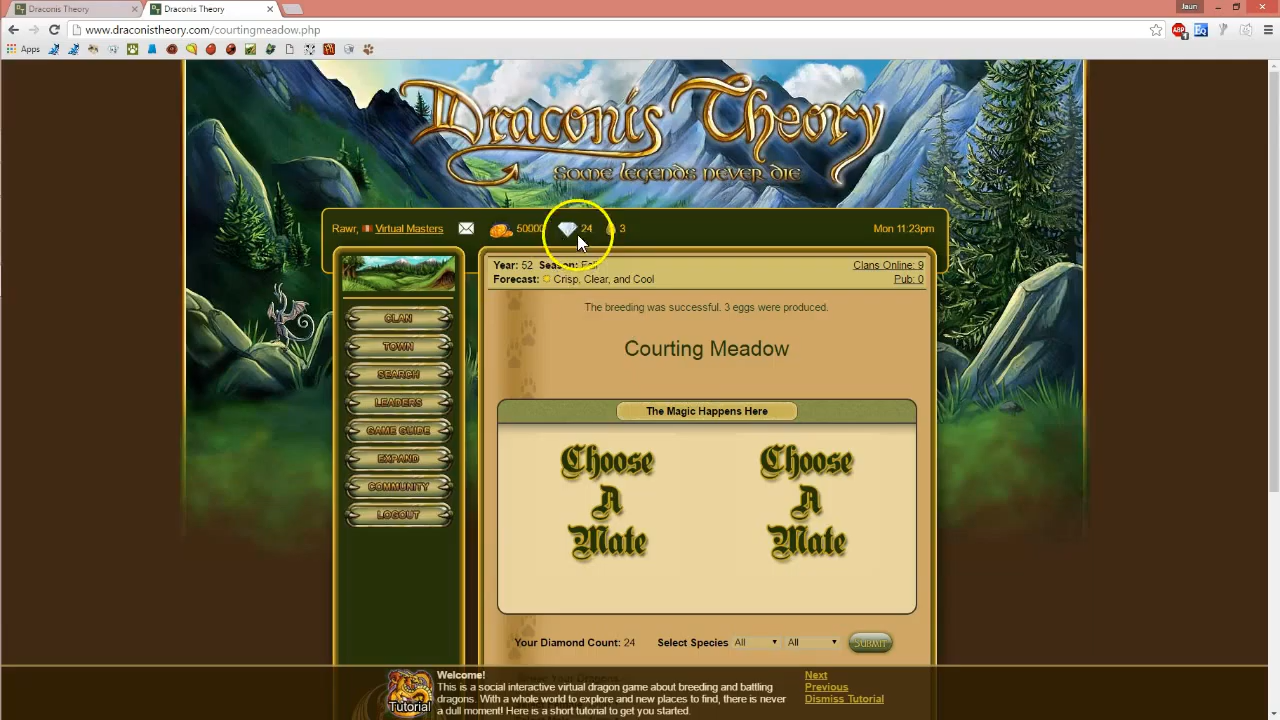 Draconis Theory
Draconis Theory
Jaun
www.draconistheory.com/courtingmeadow.php
ABP
1
EQ
Apps
Draconis Theory
Some legends never die
Rawr, Virtual Masters 50000 24 3 Mon 11:23pm
Year: 52 Season: Fall Clans Online: 9
Forecast: Crisp, Clear, and Cool Pub: 0
The breeding was successful. 3 eggs were produced.
Courting Meadow
CLAN
TOWN
SEARCH
LEADERS
GAME GUIDE
EXPAND
COMMUNITY
LOGOUT
The Magic Happens Here
Choose Choose
A A
Mate Mate
Your Diamond Count: 24 Select Species All All Submit
Welcome!
This is a social interactive virtual dragon game about breeding and battling
dragons. With a whole world to explore and new places to find, there is never
a dull moment! Here is a short tutorial to get you started.
Tutorial
Next
Previous
Dismiss Tutorial